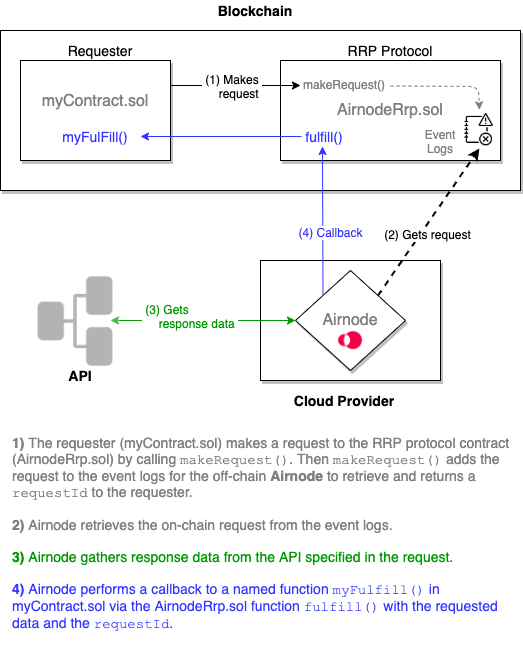 Blockchain
Requester
RRP Protocol
myContract.sol
(1) Makes
request
makeRequest()
AirnodeRrp.sol
myFulFill()
fulfill()
Event
Logs
(4) Callback
(2) Gets request
(3) Gets
response data
Airnode
API
Cloud Provider
1) The requester (myContract.sol) makes a request to the RRP protocol contract
(AirnodeRrp.sol) by calling makeRequest(). Then makeRequest() adds the
request to the event logs for the off-chain Airnode to retrieve and returns a
requestId to the requester.
2) Airnode retrieves the on-chain request from the event logs.
3) Airnode gathers response data from the API specified in the request.
4) Airnode performs a callback to a named function myFulfill() in
myContract.sol via the AirnodeRrp.sol function fulfill() with the requested
data and the requestId.